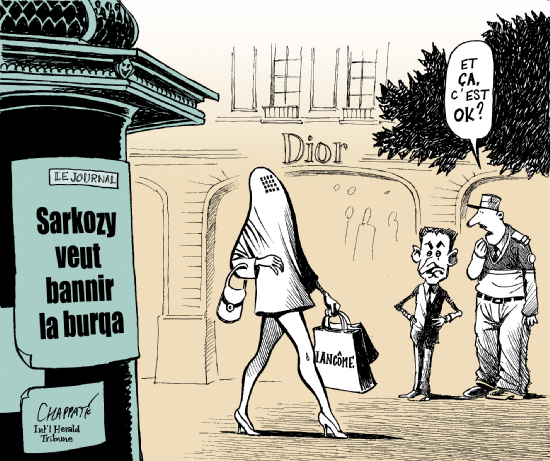 LE JOURNAL
Sarkozy
veut
bannir
la burqa
CHAPPATTE
Int'l Herald
Tribune
Dior
LANCÔME
ET
ÇA,
C'EST
OK?